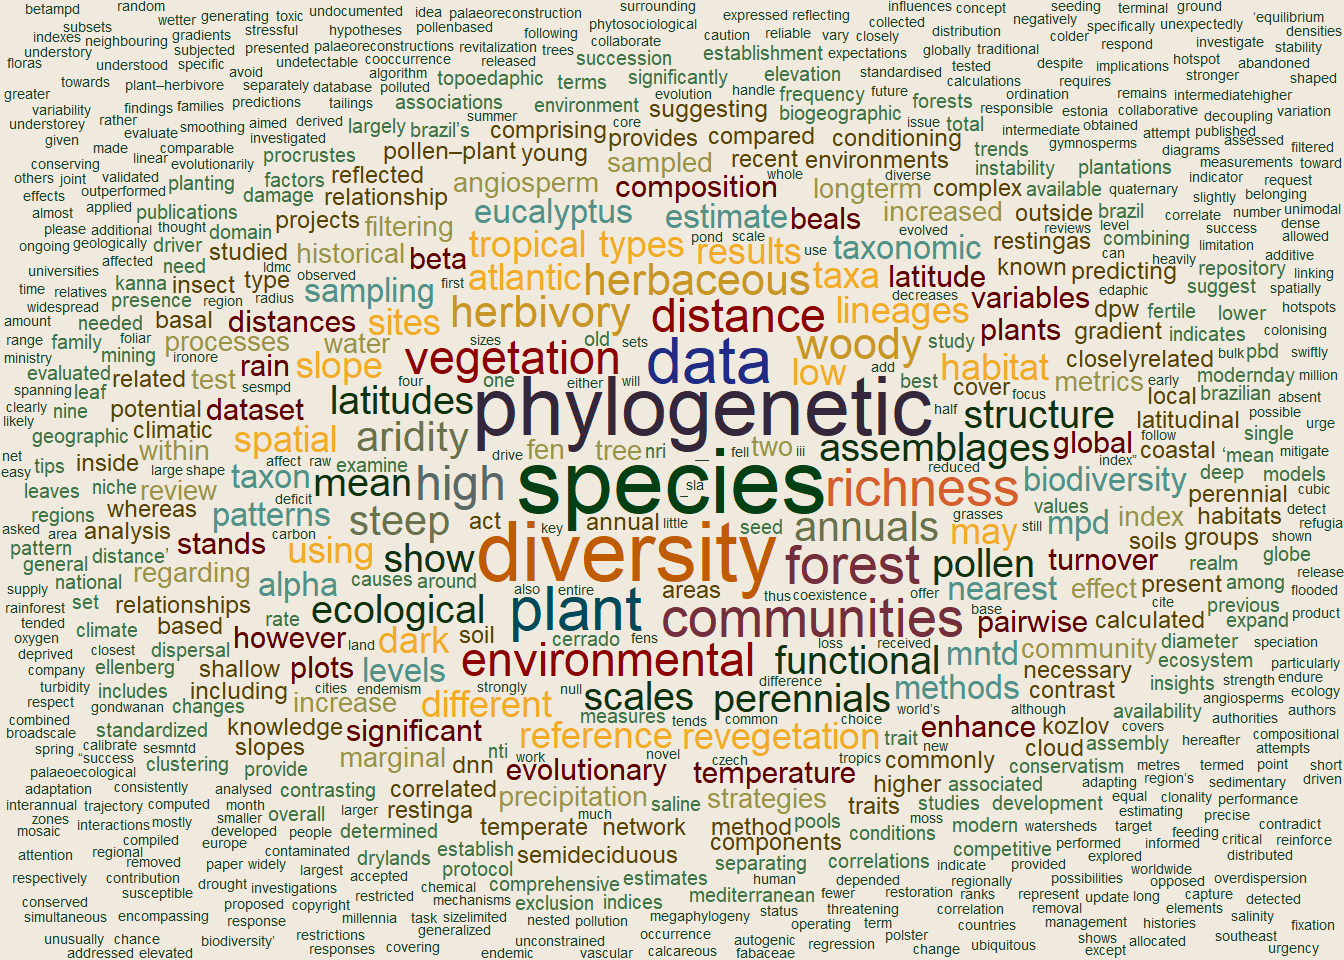 betampd random undocumented idea palaeoreconstruction surrounding influences concept seeding terminal ground
wetter generating toxic phytosociological expressed reflecting negatively specifically unexpectedly 'equilibrium
subsets gradients stressful hypotheses pollenbased following caution reliable vary closely collected distribution colder densities
indexes neighbouring subjected presented palaeoreconstructions revitalization trees collaborate establishment expectations globally traditional respond investigate stability
understory understood specific undetectable cooccurrence released succession elevation standardised tested despite implications hotspot abandoned
floras avoid algorithm topoedaphic terms significantly calculations requires stronger shaped
towards plant–herbivore separately database polluted evolution handle frequency future ordination remains intermediatehigher
greater findings families predictions tailings associations environment suggesting biogeographic forests responsible estonia collaborative decoupling variation
variability rather smoothing aimed derived largely brazil's summer comprising core provides compared conditioning issue total intermediate obtained attempt published
understorey evaluate investigated pollen–plant young sampled recent environments trends gymnosperms diagrams assessed filtered
given made comparable procrustes reflected whole diverse instability plantations measurements toward
conserving linear evolutionarily factors angiosperm composition longterm complex available quaternary indicator request
others joint validated planting damage relationship slightly belonging
effects outperformed publications projects filtering eucalyptus estimate beals increased outside brazil correlate number unimodal
almost applied thought domain studied historical beta tropical types pond scale results use evolved taxonomic reviews level success dense
please additional driver restingas combining limitation allowed
ongoing geologically affected need ldmc observed first atlantic herbaceous taxa latitude known can heavily additive
universities kanna insect type sampling decreases predicting repository linking
time relatives presence region radius herbivory distance lineages variables edaphic suggest spatially
widespread needed basal distances sites dpw fertile lower hotspots
amount range family foliar processes water sizes old sets woody study plants gradient indicates colonising
ministry mining ironore rain slope vegetation data low add habitat closelyrelated bulk pbd swiftly
evaluated related test sesmpd four one either will best cover focus metrics early modernday million
spanning leaf latitudes phylogenetic half structure local brazilian absent
clearly nine potential dataset latitudinal possible
likely geographic climatic spatial aridity fen tree nri fell two iii assemblages global follow coastal single urge
net within drive index” 'mean mitigate
easy tips inside large shape taxon affect raw examine mean high species sla richness reduced biodiversity deep models
leaves niche review deficit values perennial cubic
regions whereas patterns carbon steep act key annual little seed annuals grasses may still mpd index habitats detect refugia
asked area analysis stands using show diversity forest pollen turnover soils groups shown
pattern distance' realm globe
general national regarding alpha causes around also entire areas thus coexistence offer nearest effect present among release
supply set relationships rate ecological plant communities base pairwise cite calculated previous flooded
rainforest tended climate based however land dark soil cerrado fens loss received expand product
oxygen closest dispersal environmental functional mntd community diameter speciation
deprived ellenberg shallow plots levels difference necessary ecosystem particularly
company turbidity includes including cities endemism strongly null scales perennials methods contrast insights strength endure
respect gondwanan changes increase different measures tends common choice world's although availability angiosperms ecology
combined standardized knowledge significant reference revegetation trait enhance kozlov covers authorities authors
broadscale “success hereafter compositional
spring calibrate sesmntd slopes marginal nti work novel czech tropics new commonly cloud assembly attempts
palaeoecological clustering provide dnn evolutionary temperature higher associated conservatism metres termed point short
adaptation consistently analysed contrasting correlated precipitation saline strategies traits studies development adapting region's sedimentary driven
interannual trajectory computed month larger restinga much equal clonality performance
zones smaller overall temperate network method pools moss modern watersheds estimating precise
mosaic interactions mostly developed people determined components conditions target feeding contradict
compiled europe establish semideciduous competitive performed informed critical reinforce
attention regional contaminated drylands separating correlations indicate provided explored distributed
removed paper widely largest accepted protocol human worldwide
respectively contribution drought comprehensive estimates depended regionally possibilities opposed overdispersion
susceptible investigations restricted chemical exclusion indices mediterranean fewer restoration ranks represent update long capture detected
conserved proposed copyright mechanisms status threatening correlation removal elements
simultaneous encompassing response millennia task sizelimited nested pollution megaphylogeny operating term countries management histories salinity fixation
restrictions generalized occurrence polster
unusually chance biodiversity' responses covering unconstrained autogenic regression change ubiquitous shows allocated southeast
addressed elevated endemic vascular calcareous fabaceae except urgency